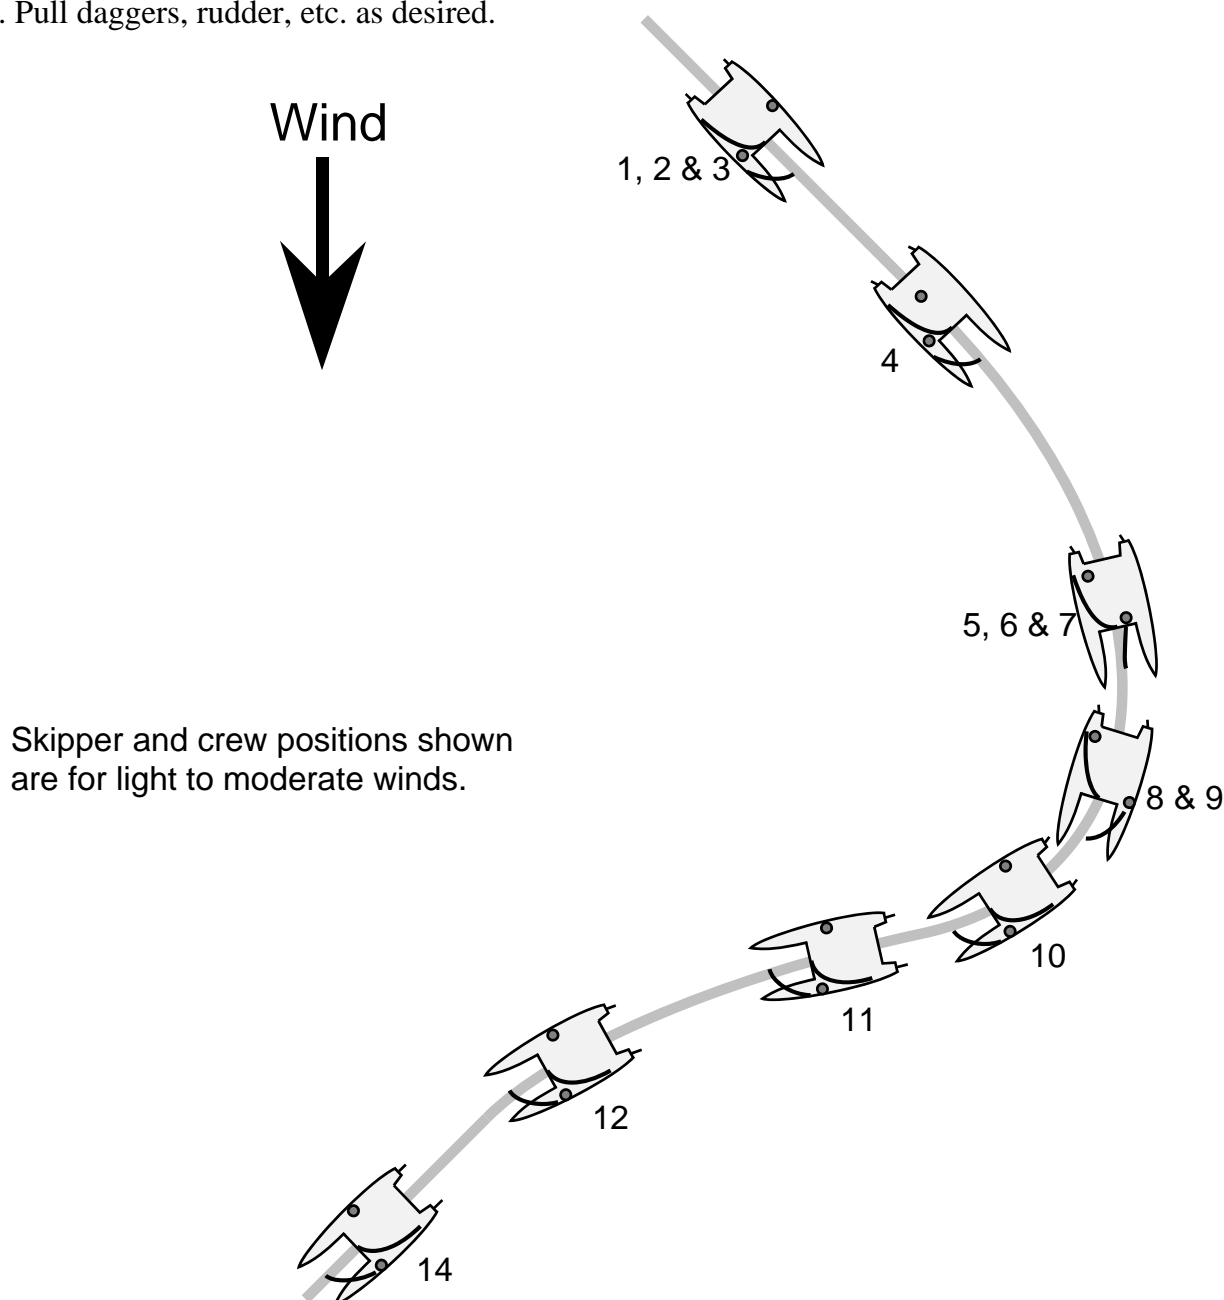 . Pull daggers, rudder, etc. as desired.
Wind
1, 2 & 3
4
5, 6 & 7
Skipper and crew positions shown
are for light to moderate winds.
8 & 9
10
11
12
14